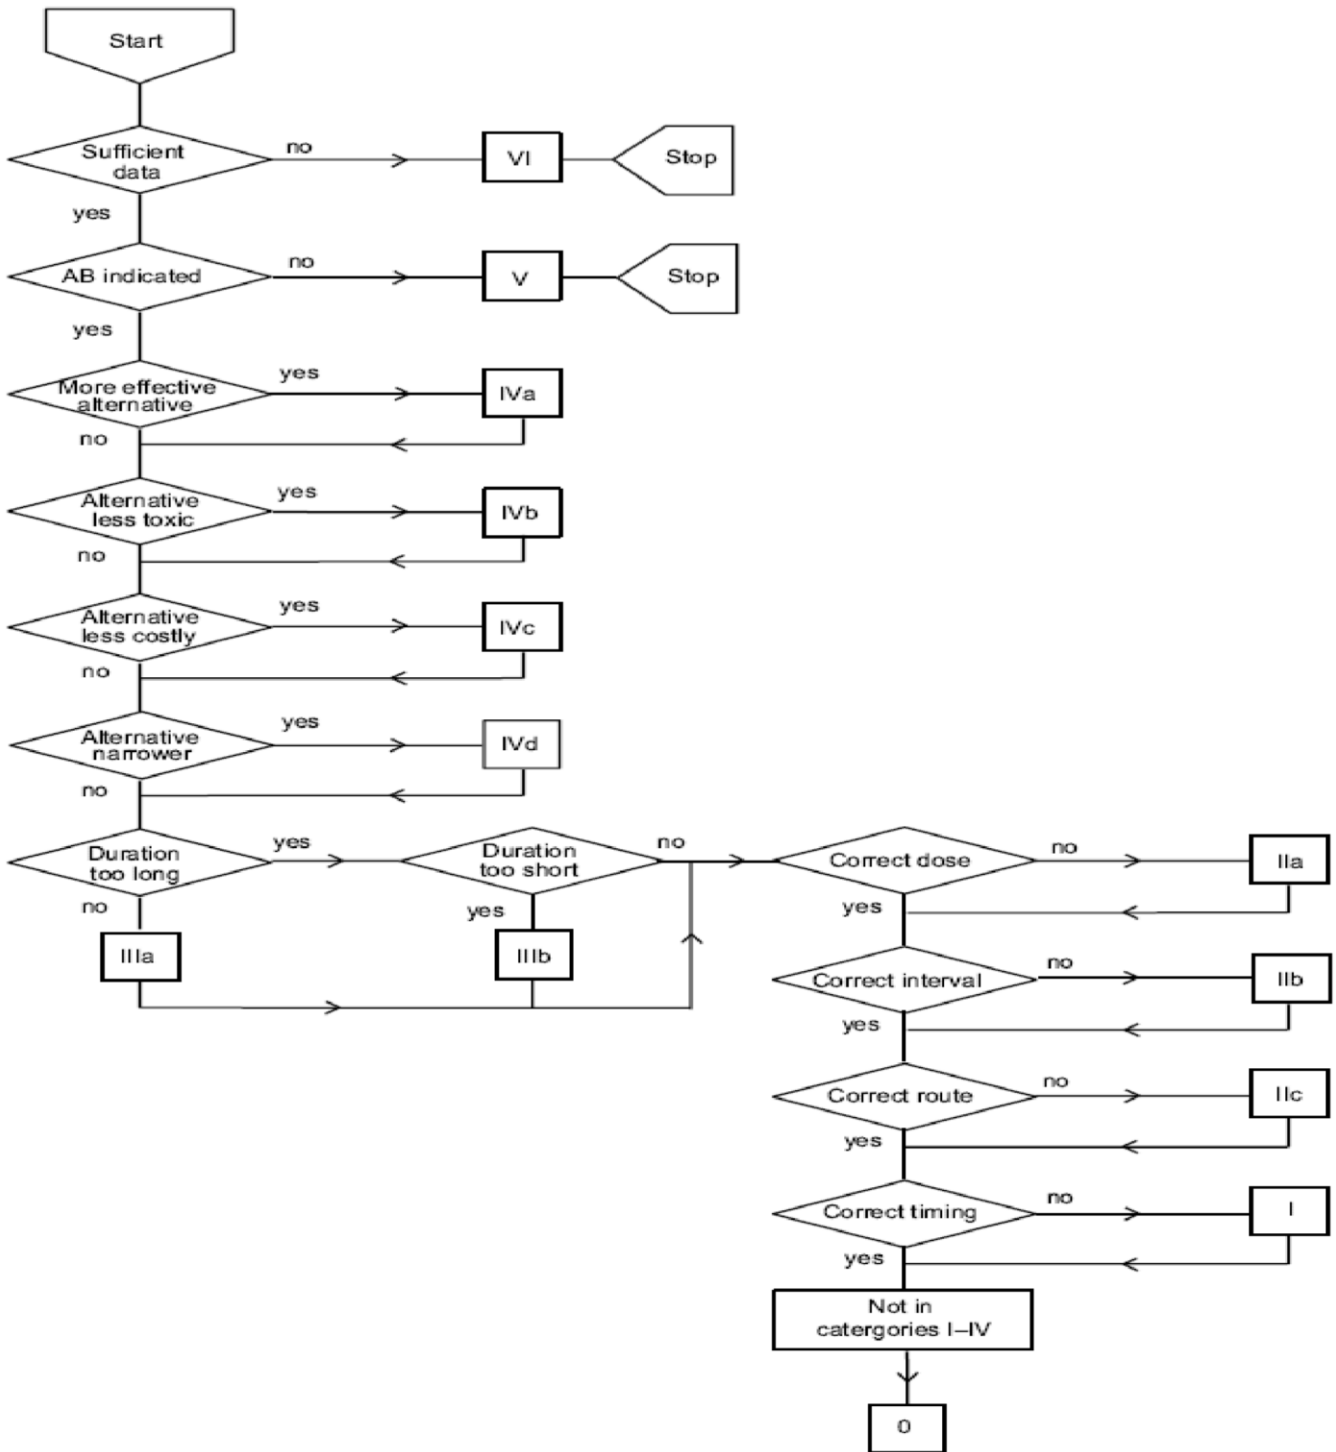 Start
Sufficient
data
no
VI
Stop
yes
AB indicated
no
V
Stop
yes
More effective
alternative
yes
IVa
no
Alternative
less toxic
yes
IVb
no
Alternative
less costly
yes
IVc
no
Alternative
narrower
yes
IVd
no
Duration
too long
yes
no
IIIa
Duration
too short
no
yes
IIIb
Correct dose
no
IIa
yes
Correct interval
no
IIb
yes
Correct route
no
IIc
yes
Correct timing
no
I
yes
Not in
catergories I–IV
0